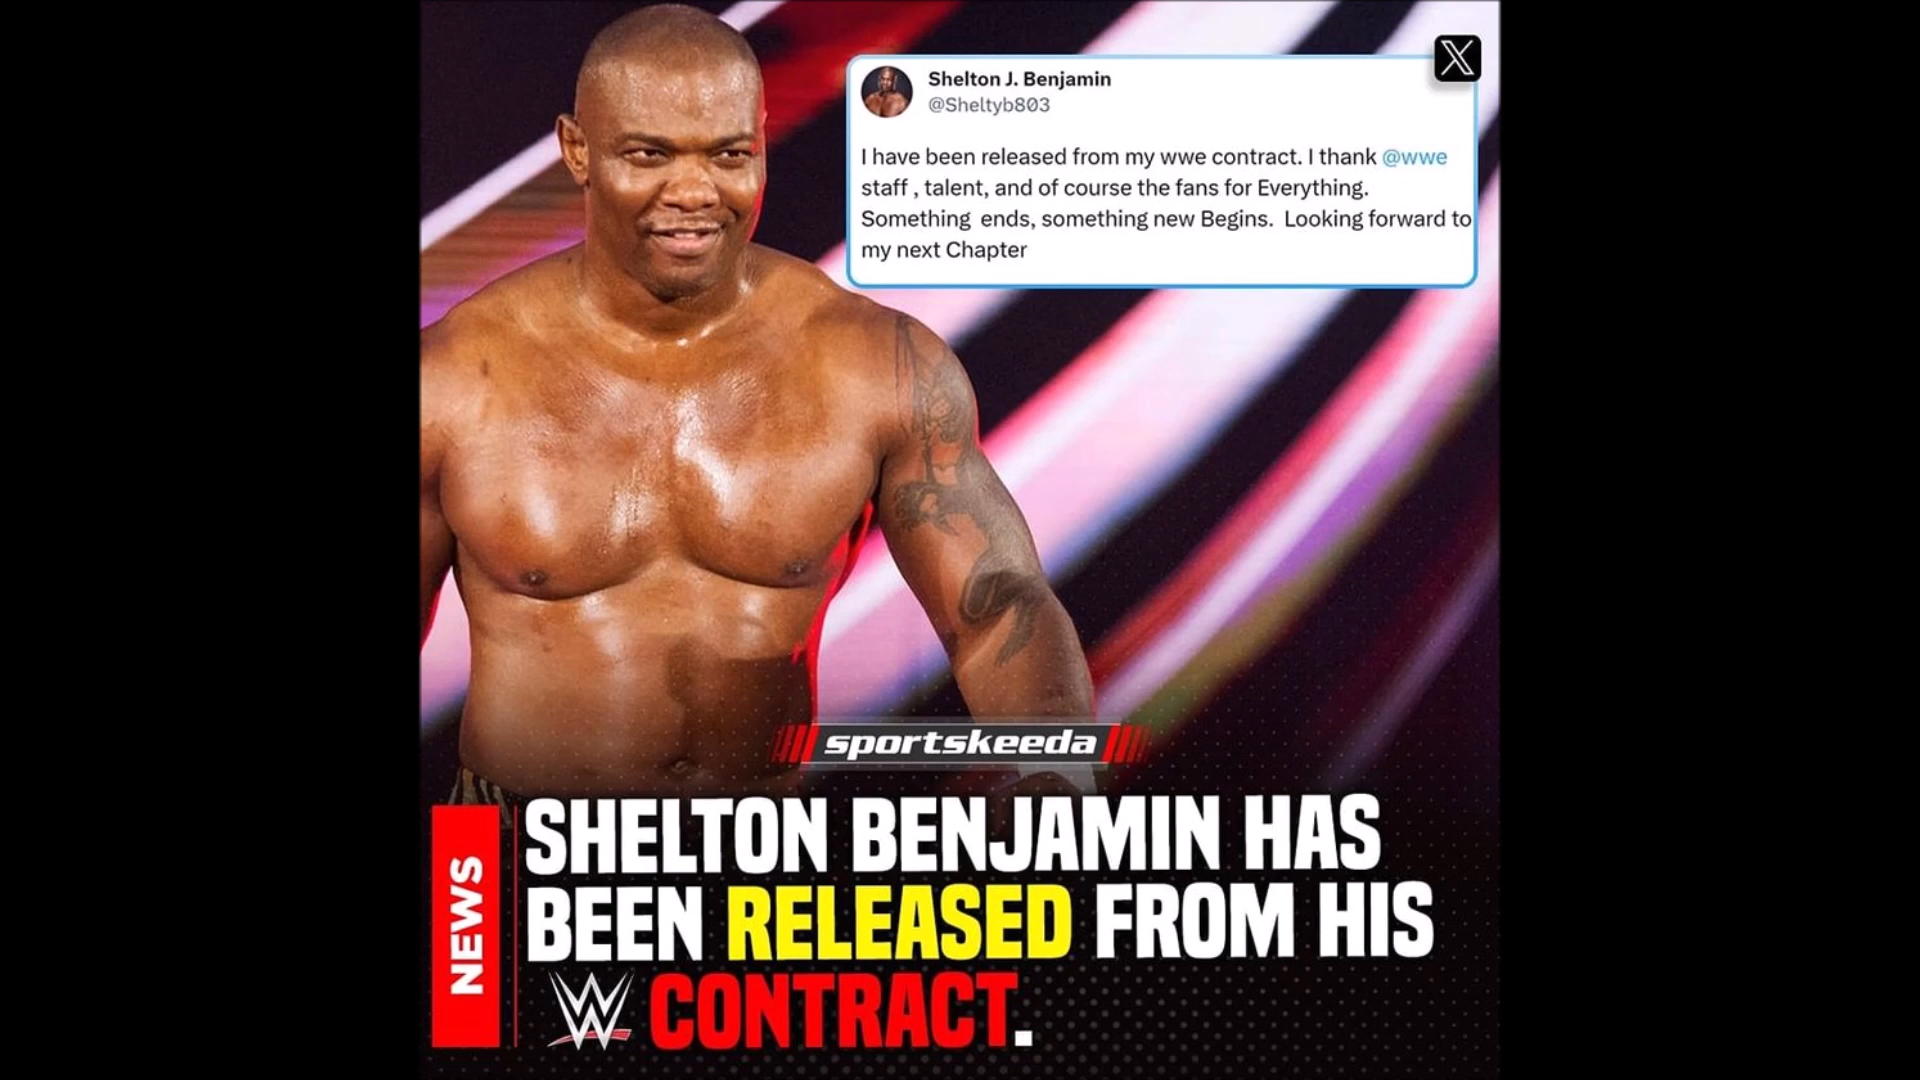 X
Shelton J. Benjamin
@Sheltyb803
I have been released from my wwe contract. I thank @wwe
staff , talent, and of course the fans for Everything.
Something  ends, something new Begins.  Looking forward to
my next Chapter
sportskeeda
NEWS
SHELTON BENJAMIN HAS
BEEN RELEASED FROM HIS
W CONTRACT.